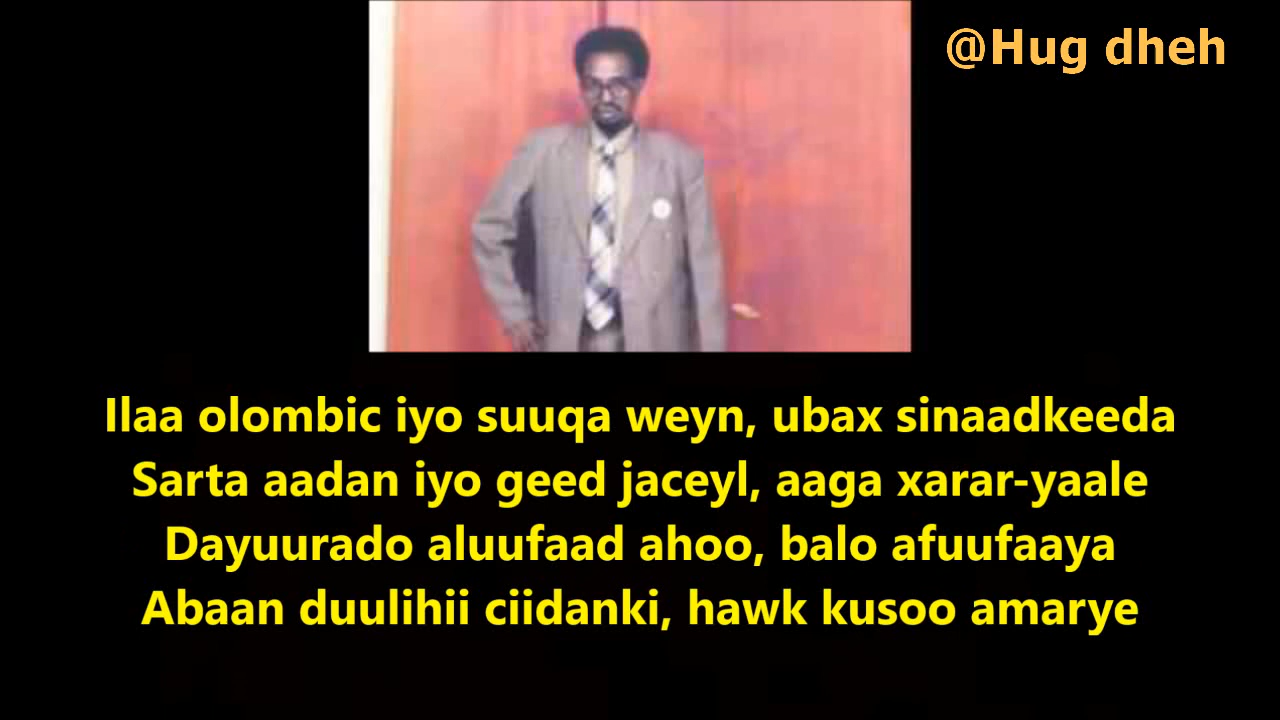 @Hug dheh
Ilaa olombic iyo suuqa weyn, ubax sinaadkeeda
Sarta aadan iyo geed jaceyl, aaga xarar-yaale
Dayuurado aluufaad ahoo, balo afuufaaya
Abaan duulihii ciidanki, hawk kusoo amarye